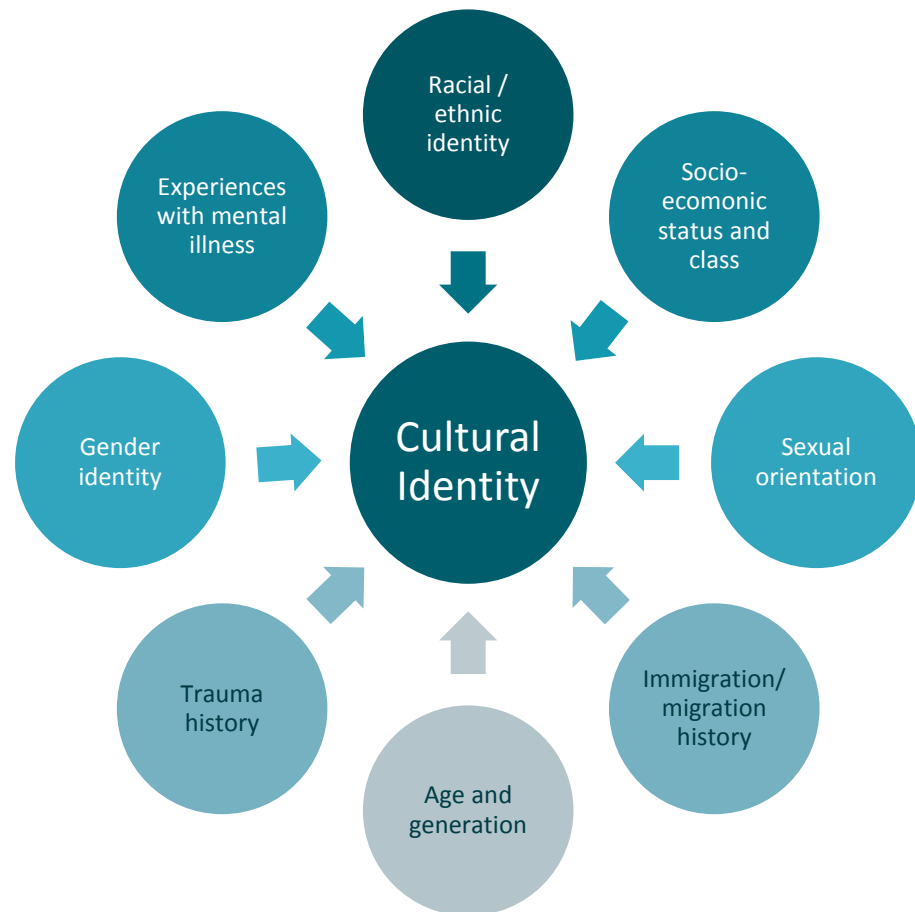 Racial /
ethnic
identity
Socio-
ecomonic
status and
class
Sexual
orientation
Immigration/
migration
history
Age and
generation
Trauma
history
Gender
identity
Experiences
with mental
illness
Cultural
Identity